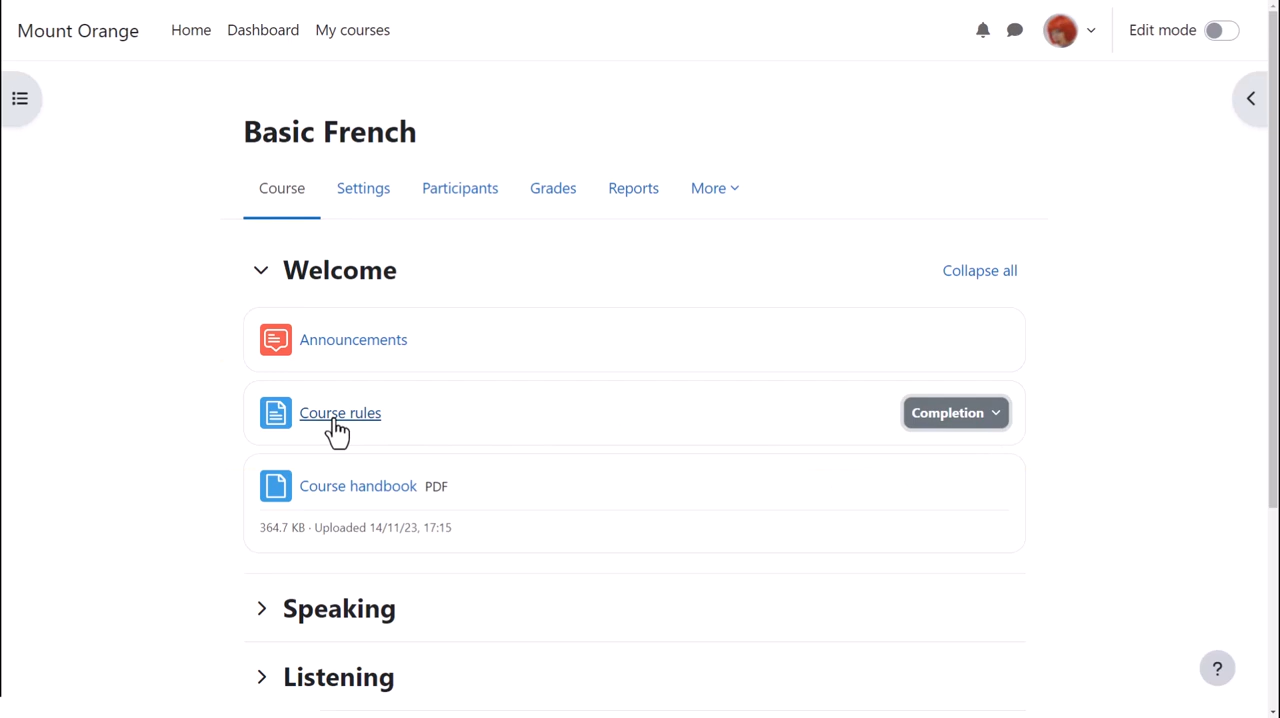 Mount Orange Home Dashboard My courses Edit mode
Basic French
Course Settings Participants Grades Reports More
Welcome Collapse all
Announcements
Course rules Completion
Course handbook PDF
364.7 KB · Uploaded 14/11/23, 17:15
Speaking
Listening
?